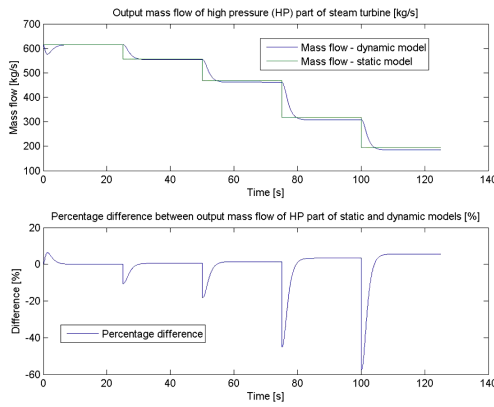 Output mass flow of high pressure (HP) part of steam turbine [kg/s]
700
600
500
400
300
200
100
Mass flow [kg/s]
Mass flow - dynamic model
Mass flow - static model
0 20 40 60 80 100 120 140
Time [s]
Percentage difference between output mass flow of HP part of static and dynamic models [%]
20
0
-20
-40
-60
Difference [%]
Percentage difference
0 20 40 60 80 100 120 140
Time [s]